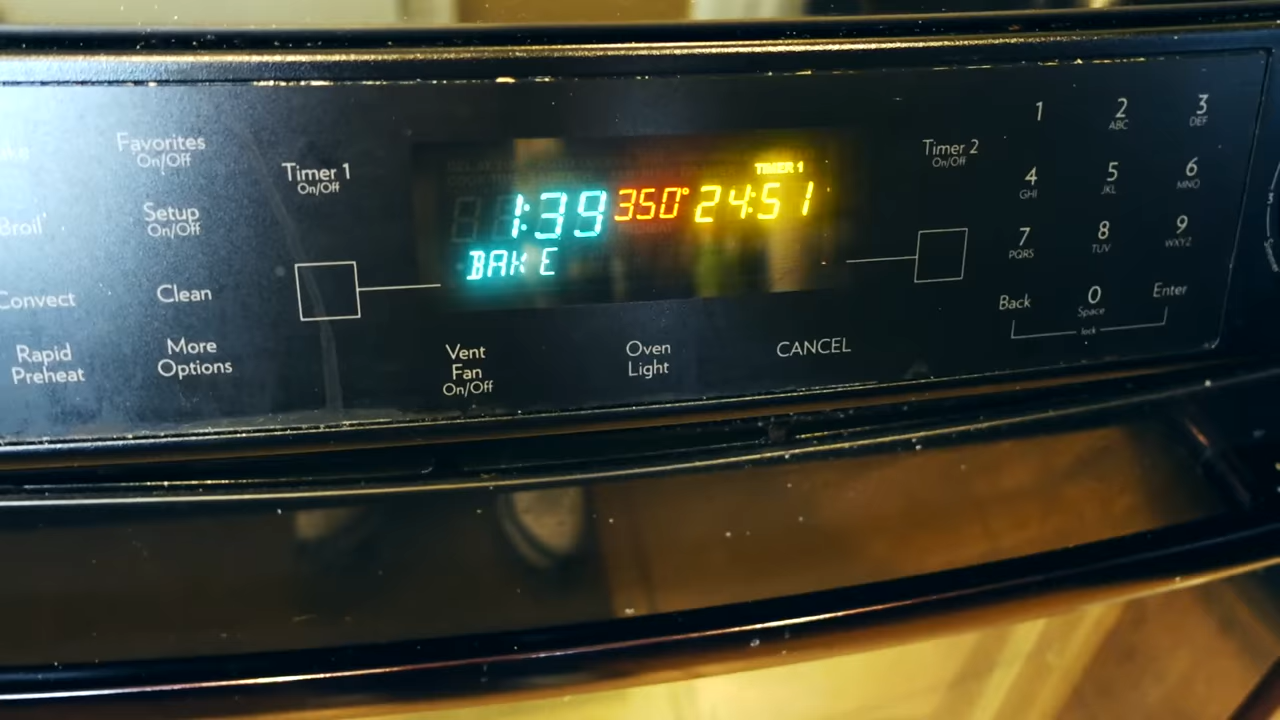 Favorites
On/Off
Broil
Setup
On/Off
Convect
Clean
Rapid
Preheat
More
Options
Timer 1
On/Off
TIMER 1
1:39 350° 24:51
BAKE
Vent
Fan
On/Off
Oven
Light
CANCEL
Timer 2
On/Off
1 2 3
ABC DEF
4 5 6
GHI JKL MNO
7 8 9
PQRS TUV WXYZ
Back 0 Enter
Space
lock